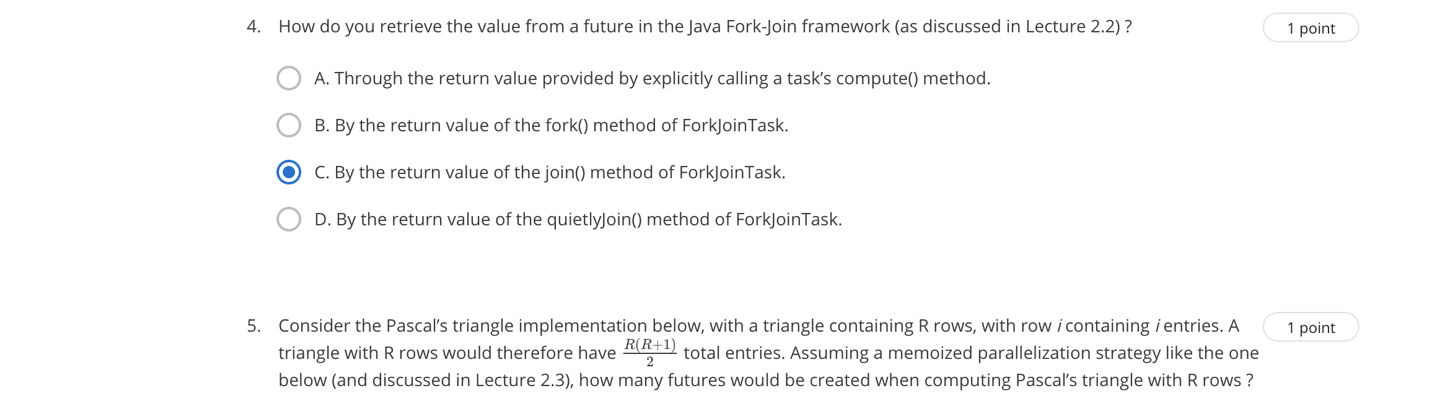 4. How do you retrieve the value from a future in the Java Fork-Join framework (as discussed in Lecture 2.2) ?
1 point
A. Through the return value provided by explicitly calling a task’s compute() method.
B. By the return value of the fork() method of ForkJoinTask.
C. By the return value of the join() method of ForkJoinTask.
D. By the return value of the quietlyJoin() method of ForkJoinTask.
5. Consider the Pascal’s triangle implementation below, with a triangle containing R rows, with row i containing i entries. A
1 point
triangle with R rows would therefore have R(R+1)/2 total entries. Assuming a memoized parallelization strategy like the one
below (and discussed in Lecture 2.3), how many futures would be created when computing Pascal’s triangle with R rows ?